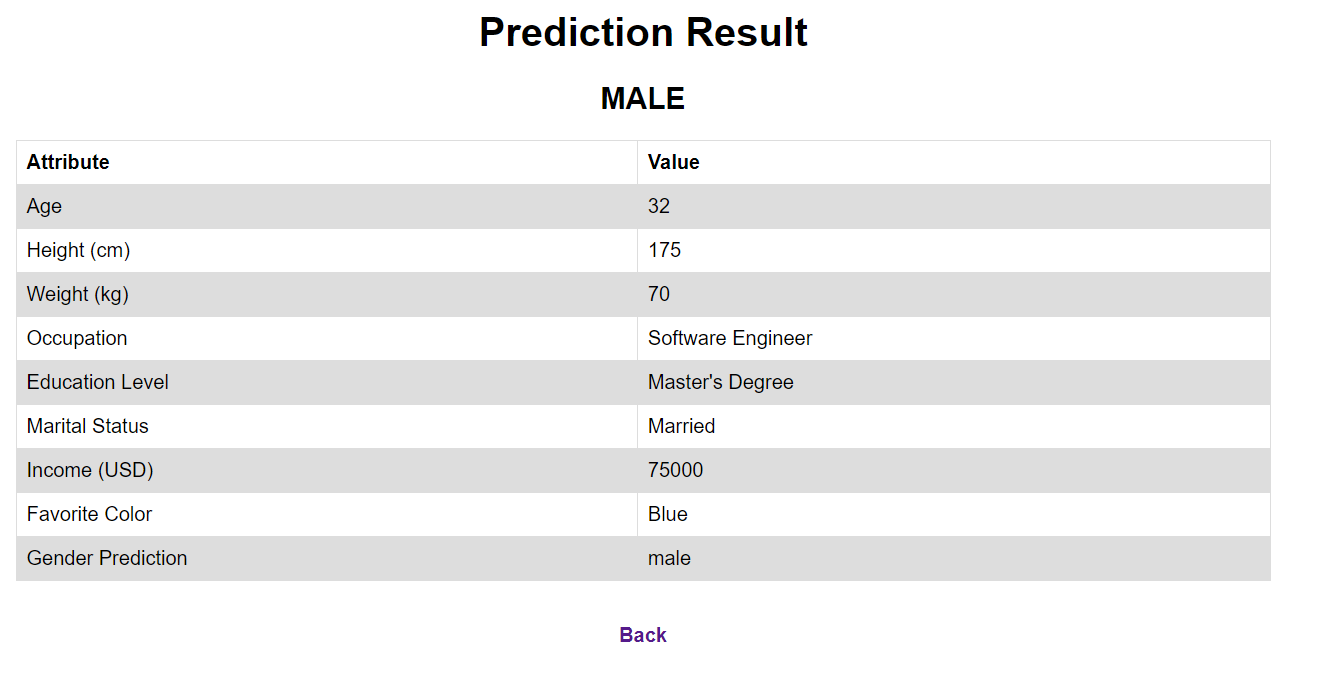 Prediction Result
MALE
Attribute Value
Age 32
Height (cm) 175
Weight (kg) 70
Occupation Software Engineer
Education Level Master's Degree
Marital Status Married
Income (USD) 75000
Favorite Color Blue
Gender Prediction male
Back